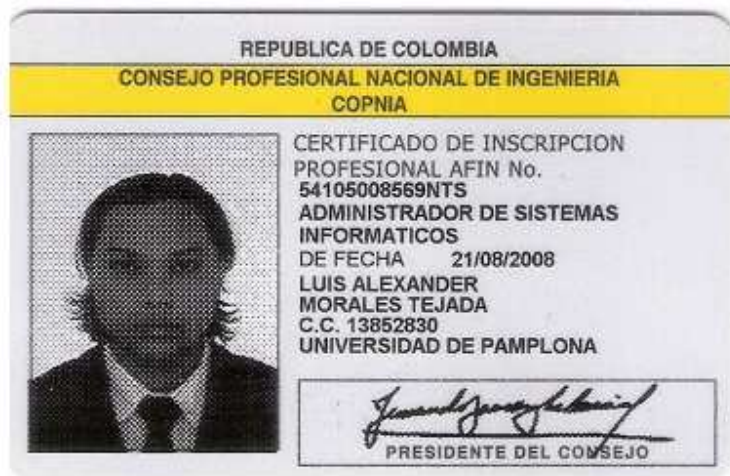 REPUBLICA DE COLOMBIA
CONSEJO PROFESIONAL NACIONAL DE INGENIERIA
COPNIA
CERTIFICADO DE INSCRIPCION
PROFESIONAL AFIN No.
54105008569NTS
ADMINISTRADOR DE SISTEMAS
INFORMATICOS
DE FECHA 21/08/2008
LUIS ALEXANDER
MORALES TEJADA
C.C. 13852830
UNIVERSIDAD DE PAMPLONA
PRESIDENTE DEL CONSEJO